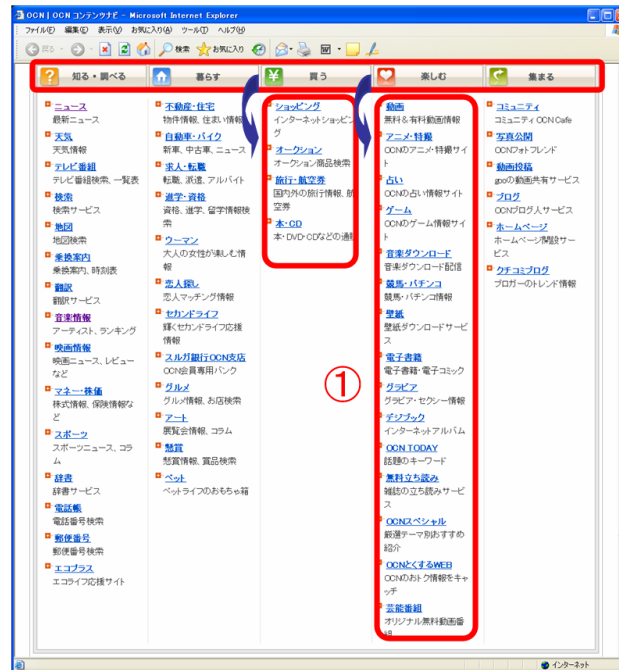 OCN | OCN コンテンツナビ - Microsoft Internet Explorer
ファイル(F) 編集(E) 表示(V) お気に入り(A) ツール(T) ヘルプ(H)
戻る 検索 お気に入り
知る・調べる
暮らす
買う
楽しむ
集まる
ニュース
最新ニュース
天気
天気情報
テレビ番組
テレビ番組検索、一覧表
検索
検索サービス
地図
地図検索
乗換案内
乗換案内、時刻表
翻訳
翻訳サービス
音楽情報
アーティスト、ランキング
映画情報
映画ニュース、レビュー
など
マネー・株価
株式情報、保険情報な
ど
スポーツ
スポーツニュース、コラ
ム
辞書
辞書サービス
電話帳
電話番号検索
郵便番号
郵便番号検索
エコプラス
エコライフ応援サイト
不動産・住宅
物件情報、住まい情報
自動車・バイク
新車、中古車、ニュース
求人・転職
転職、派遣、アルバイト
進学・資格
資格、進学、留学情報検
索
ウーマン
大人の女性が楽しむ情
報
恋人探し
恋人マッチング情報
セカンドライフ
輝くセカンドライフ応援
情報
スルガ銀行OCN支店
OCN会員専用バンク
グルメ
グルメ情報、お店検索
アート
展覧会情報、コラム
懸賞
懸賞情報、賞品検索
ペット
ペットライフのおもちゃ箱
ショッピング
インターネットショッピン
グ
オークション
オークション商品検索
旅行・航空券
国内外の旅行情報、航
空券
本・CD
本・DVD・CDなどの通販
①
動画
無料&有料動画情報
アニメ・特撮
OCNのアニメ・特撮サイ
ト
占い
OCNの占い情報サイト
ゲーム
OCNのゲーム情報サイ
ト
音楽ダウンロード
音楽ダウンロード配信
競馬・パチンコ
競馬・パチンコ情報
壁紙
壁紙ダウンロードサービ
ス
電子書籍
電子書籍・電子コミック
グラビア
グラビア・セクシー情報
デジブック
インターネットアルバム
OCN TODAY
話題のキーワード
無料立ち読み
雑誌の立ち読みサービ
ス
OCNスペシャル
厳選テーマ別おすすめ
紹介
OCNとくするWEB
OCNのおトク情報をキャ
ッチ
芸能番組
オリジナル無料動画番
組
コミュニティ
コミュニティ OCN Cafe
写真公開
OCNフォトフレンド
動画投稿
gooの動画共有サービス
ブログ
OCNブログ人サービス
ホームページ
ホームページ開設サー
ビス
クチコミブログ
ブロガーのトレンド情報
インターネット